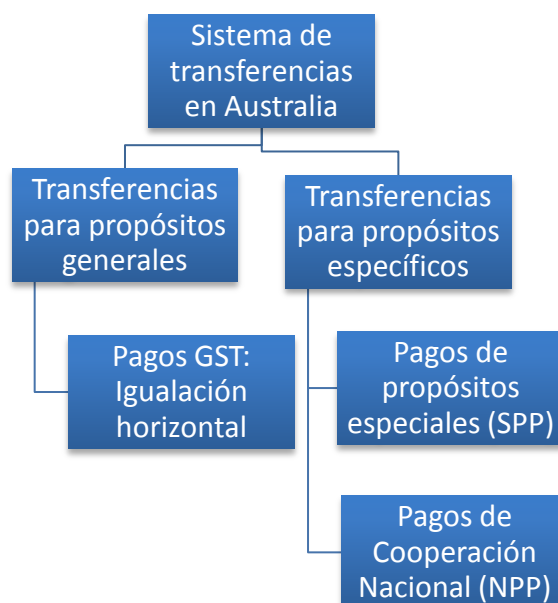 Sistema de
transferencias
en Australia
Transferencias
para propósitos
generales
Transferencias
para propósitos
específicos
Pagos GST:
Igualación
horizontal
Pagos de
propósitos
especiales (SPP)
Pagos de
Cooperación
Nacional (NPP)